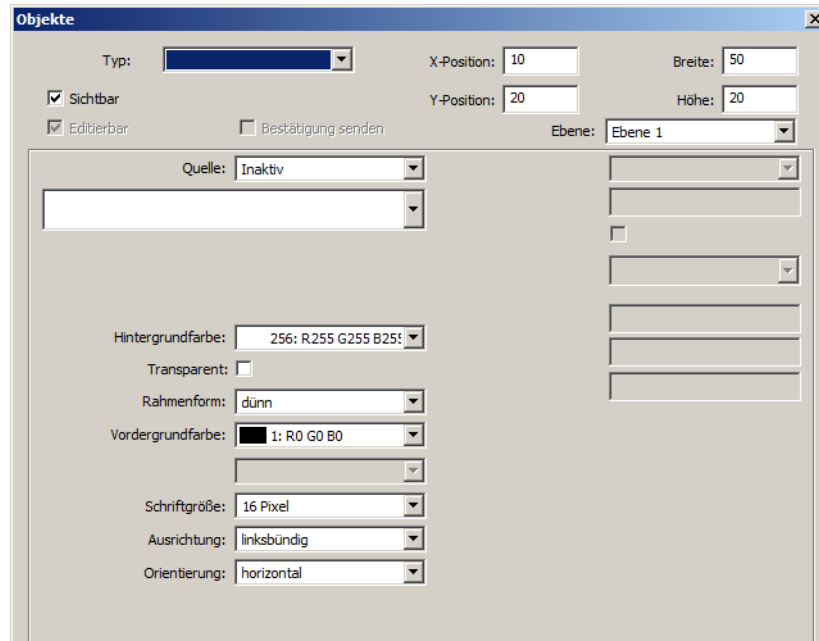 Objekte
Typ:
X-Position: 10
Breite: 50
Sichtbar
Y-Position: 20
Höhe: 20
Editierbar
Bestätigung senden
Ebene: Ebene 1
Quelle: Inaktiv
Hintergrundfarbe: 256: R255 G255 B255
Transparent:
Rahmenform: dünn
Vordergrundfarbe: 1: R0 G0 B0
Schriftgröße: 16 Pixel
Ausrichtung: linksbündig
Orientierung: horizontal